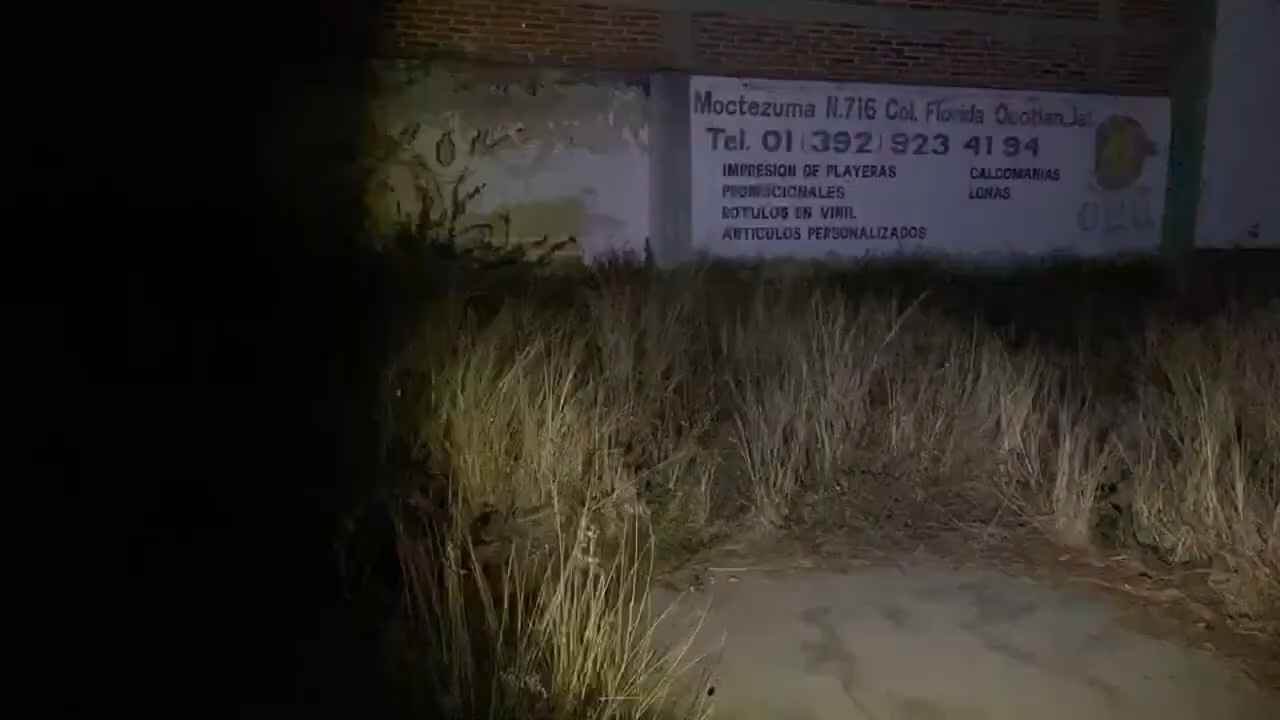 Moctezuma N.716 Col. Florida Ocotlan Jal
Tel. 01 (392) 923 41 94
IMPRESION DE PLAYERAS CALCOMANIAS
PROMOCIONALES LONAS
ROTULOS EN VINIL
ARTICULOS PERSONALIZADOS